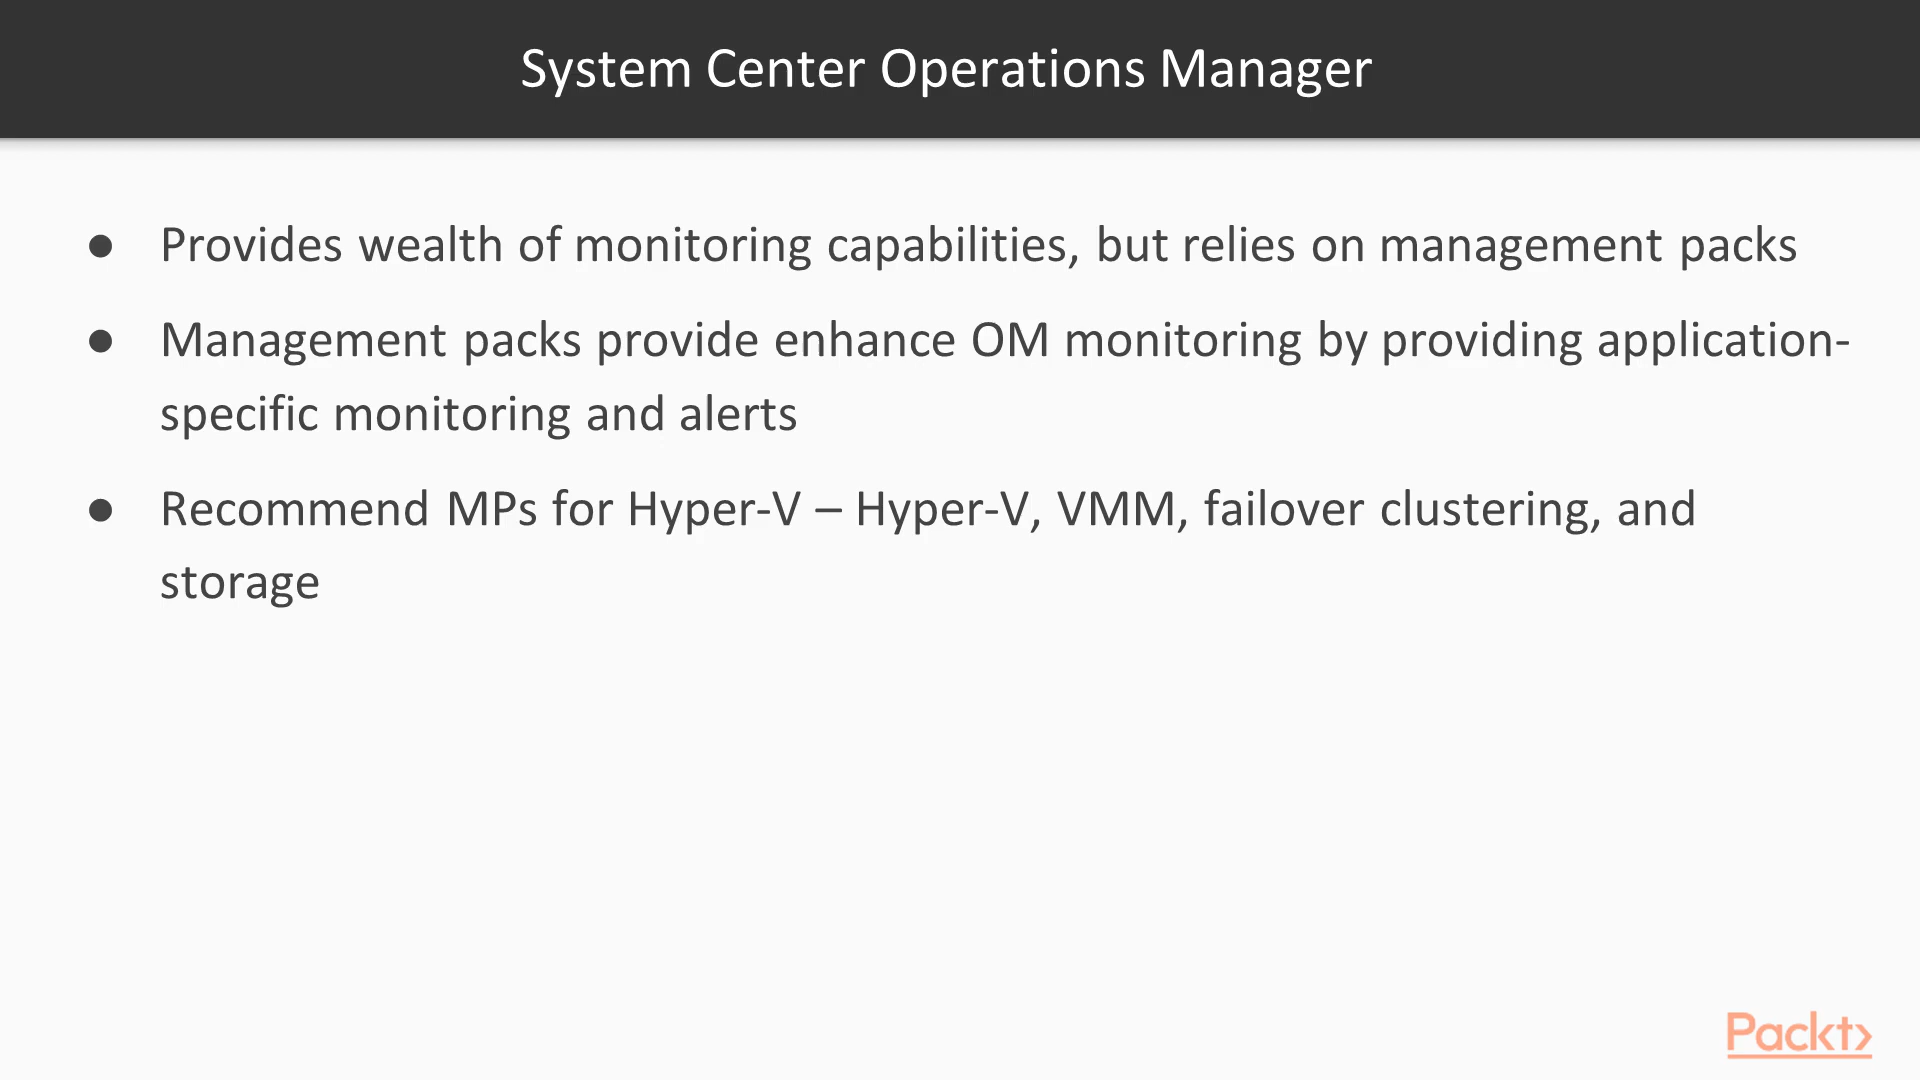 System Center Operations Manager
● Provides wealth of monitoring capabilities, but relies on management packs
● Management packs provide enhance OM monitoring by providing application-
specific monitoring and alerts
● Recommend MPs for Hyper-V – Hyper-V, VMM, failover clustering, and
storage
Packt